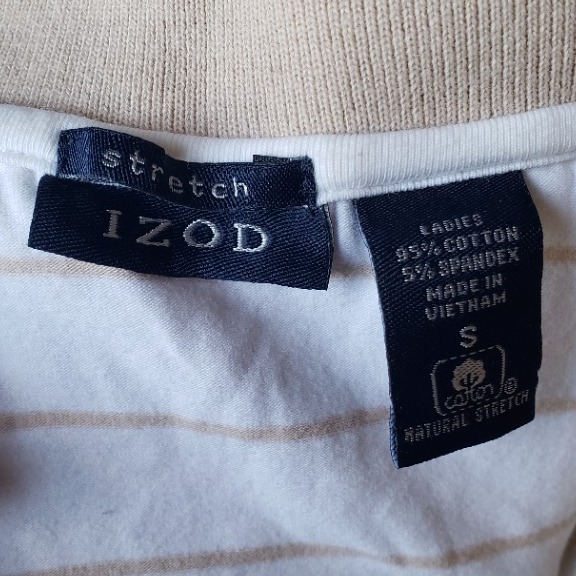 stretch
IZOD
LADIES
95% COTTON
5% SPANDEX
MADE IN
VIETNAM
S
cotton
®
NATURAL STRETCH